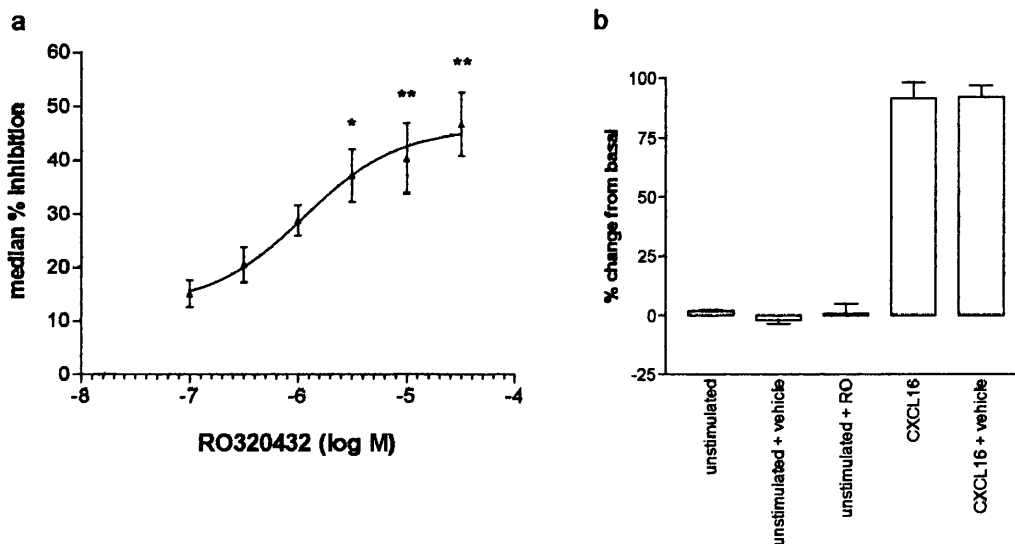 a
median % inhibition
60
50
40
30
20
10
0
*
**
**
-8
-7
-6
-5
-4
RO320432 (log M)
b
% change from basal
100
75
50
25
0
-25
unstimulated
unstimulated + vehicle
unstimulated + RO
CXCL16
CXCL16 + vehicle